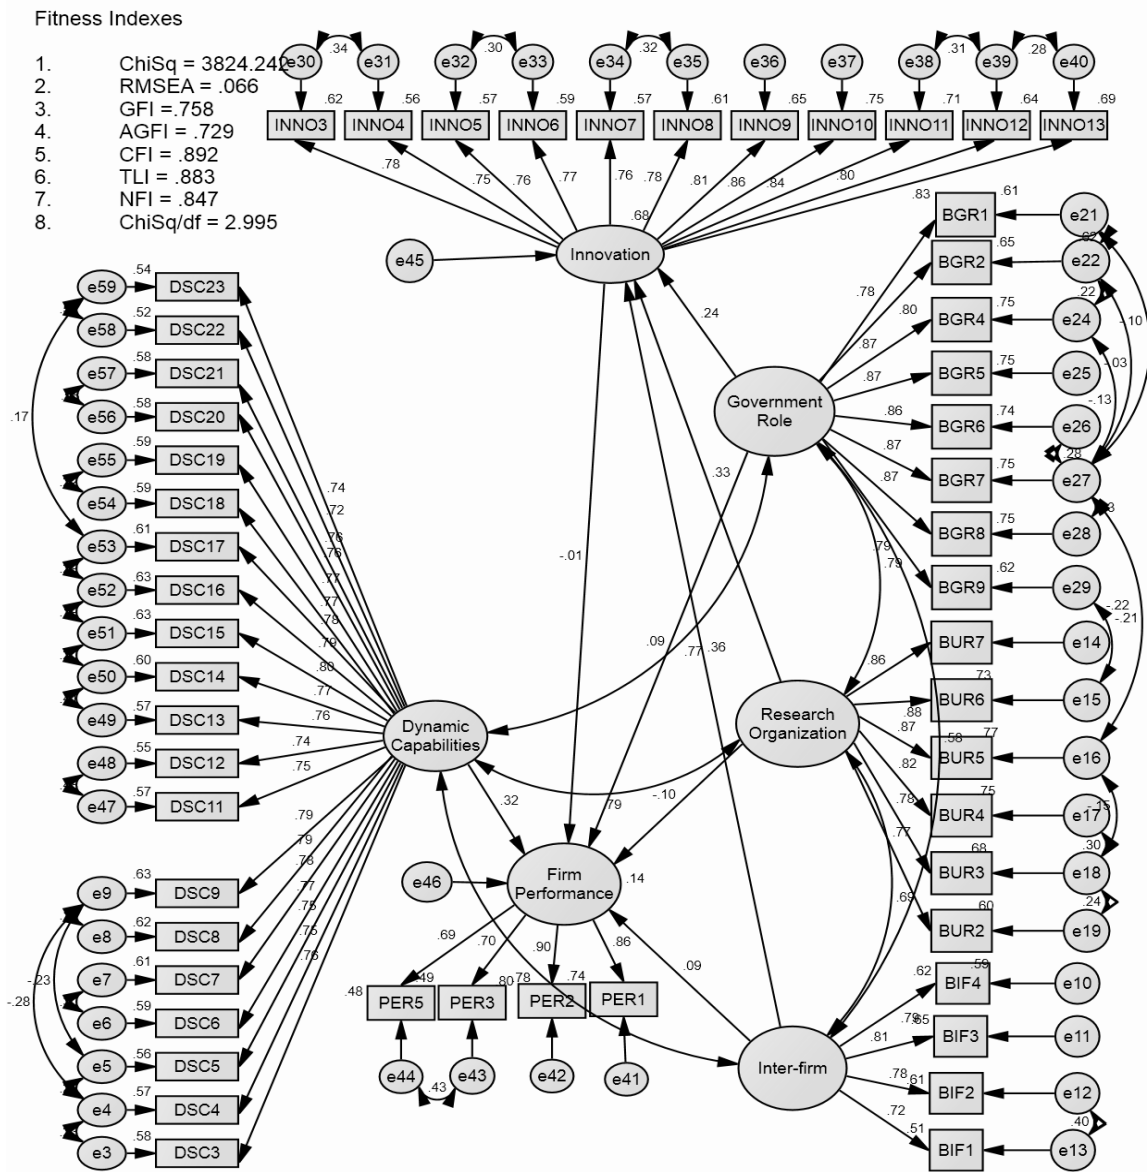 Fitness Indexes
1. ChiSq = 3824.242
2. RMSEA = .066
3. GFI =.758
4. AGFI = .729
5. CFI = .892
6. TLI = .883
7. NFI = .847
8. ChiSq/df = 2.995
.34 .30 .32 .31 .28
e30 e31 e32 e33 e34 e35 e36 e37 e38 e39 e40
.62 .56 .57 .59 .57 .61 .65 .75 .71 .64 .69
INNO3 INNO4 INNO5 INNO6 INNO7 INNO8 INNO9 INNO10 INNO11 INNO12 INNO13
.78 .75 .76 .77 .76 .78 .81 .86 .84 .80
.68
e45 Innovation
.24
.33
-.01
.09
.77
.36
Government
Role
.83 BGR1 .61 e21
.62
BGR2 .65 e22
.22
BGR4 .75 e24
-.10
-.03
BGR5 .75 e25
-.13
BGR6 .74 e26
.28
BGR7 .75 e27
BGR8 .75 e28
BGR9 .62 e29
.78
.80
.87
.87
.86
.87
.87
.79
.79
-.22
-.21
Research
Organization
BUR7 e14
.73
BUR6 e15
.58 .77
BUR5 e16
.75
BUR4 e17
-.15
.30
.68
BUR3 e18
.24
.60
BUR2 e19
.86
.88
.87
.82
.78
.77
.69
Inter-firm
.59
BIF4 e10
.65
BIF3 e11
.61
BIF2 e12
.40
.51
BIF1 e13
.62
.79
.81
.78
.72
.17
e59 .54 DSC23
e58 .52 DSC22
e57 .58 DSC21
e56 .58 DSC20
e55 .59 DSC19
e54 .59 DSC18
e53 .61 DSC17
e52 .63 DSC16
e51 .63 DSC15
e50 .60 DSC14
e49 .57 DSC13
e48 .55 DSC12
e47 .57 DSC11
.74
.72
.76
.76
.77
.77
.78
.79
.80
.77
.76
.74
.75
Dynamic
Capabilities
e9 .63 DSC9
e8 .62 DSC8
e7 .61 DSC7
e6 .59 DSC6
e5 .56 DSC5
e4 .57 DSC4
e3 .58 DSC3
-.23
-.28
.79
.79
.78
.77
.75
.75
.76
.32
.79
-.10
e46 Firm
Performance .14
.09
.69 .70 .90 .86
.48 .49 .80 .78 .74
PER5 PER3 PER2 PER1
e44 e43 e42 e41
.43